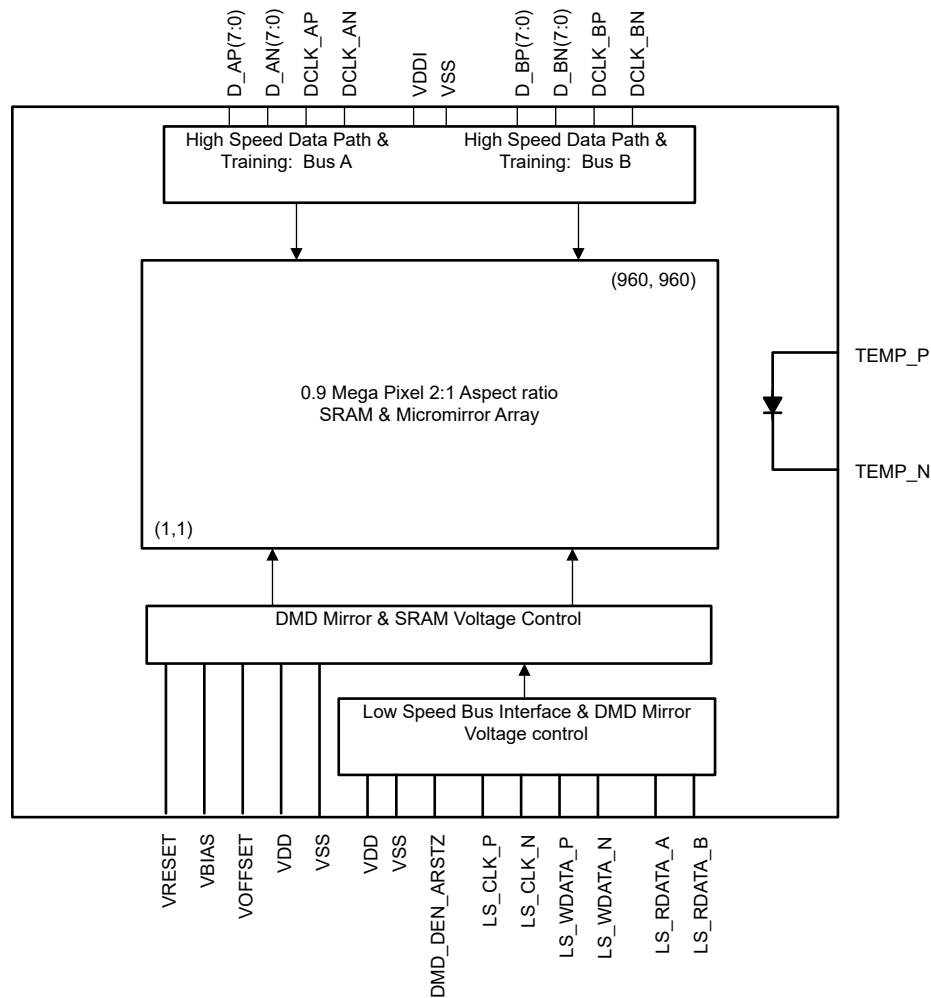 D_AP(7:0)
D_AN(7:0)
DCLK_AP
DCLK_AN
VDDI
VSS
D_BP(7:0)
D_BN(7:0)
DCLK_BP
DCLK_BN
High Speed Data Path &
Training: Bus A
High Speed Data Path &
Training: Bus B
(960, 960)
0.9 Mega Pixel 2:1 Aspect ratio
SRAM & Micromirror Array
(1,1)
TEMP_P
TEMP_N
DMD Mirror & SRAM Voltage Control
Low Speed Bus Interface & DMD Mirror
Voltage control
VRESET
VBIAS
VOFFSET
VDD
VSS
VDD
VSS
DMD_DEN_ARSTZ
LS_CLK_P
LS_CLK_N
LS_WDATA_P
LS_WDATA_N
LS_RDATA_A
LS_RDATA_B